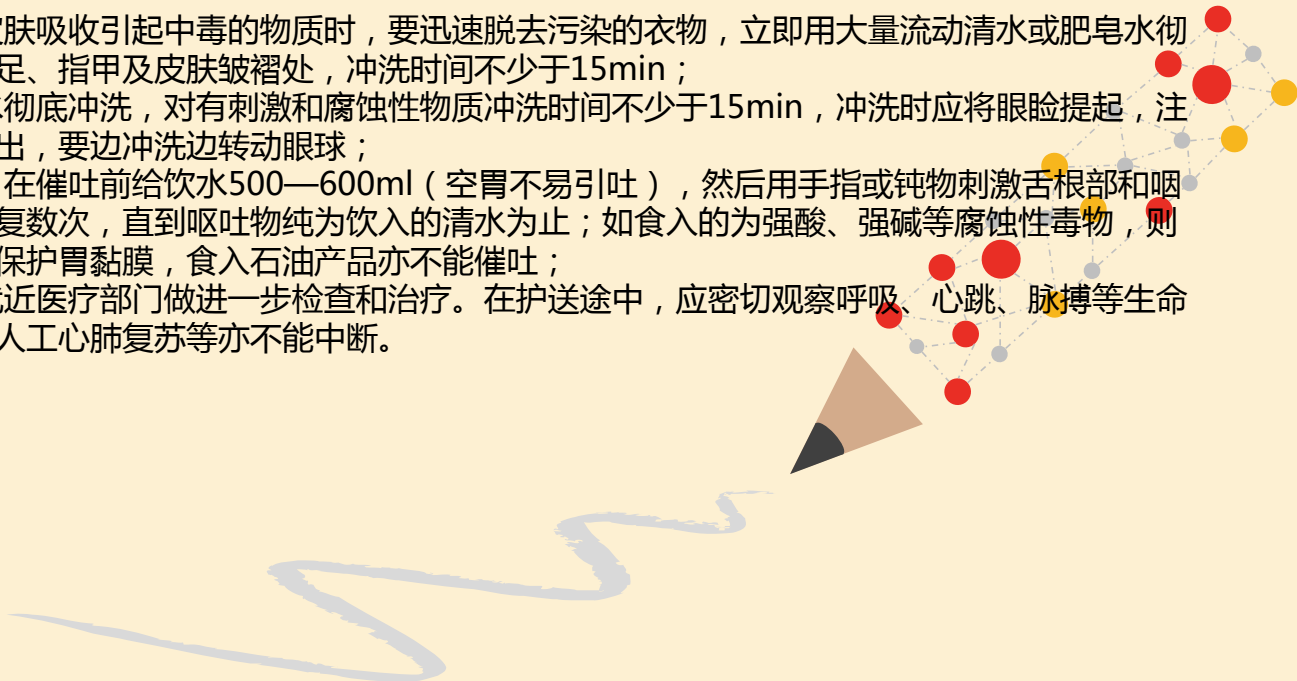 皮肤吸收引起中毒的物质时，要迅速脱去污染的衣物，立即用大量流动清水或肥皂水彻
足、指甲及皮肤皱褶处，冲洗时间不少于15min；
彻底冲洗，对有刺激和腐蚀性物质冲洗时间不少于15min，冲洗时应将眼睑提起，注
出，要边冲洗边转动眼球；
在催吐前给饮水500—600ml（空胃不易引吐），然后用手指或钝物刺激舌根部和咽
复数次，直到呕吐物纯为饮入的清水为止；如食入的为强酸、强碱等腐蚀性毒物，则
保护胃黏膜，食入石油产品亦不能催吐；
近医疗部门做进一步检查和治疗。在护送途中，应密切观察呼吸、心跳、脉搏等生命
人工心肺复苏等亦不能中断。